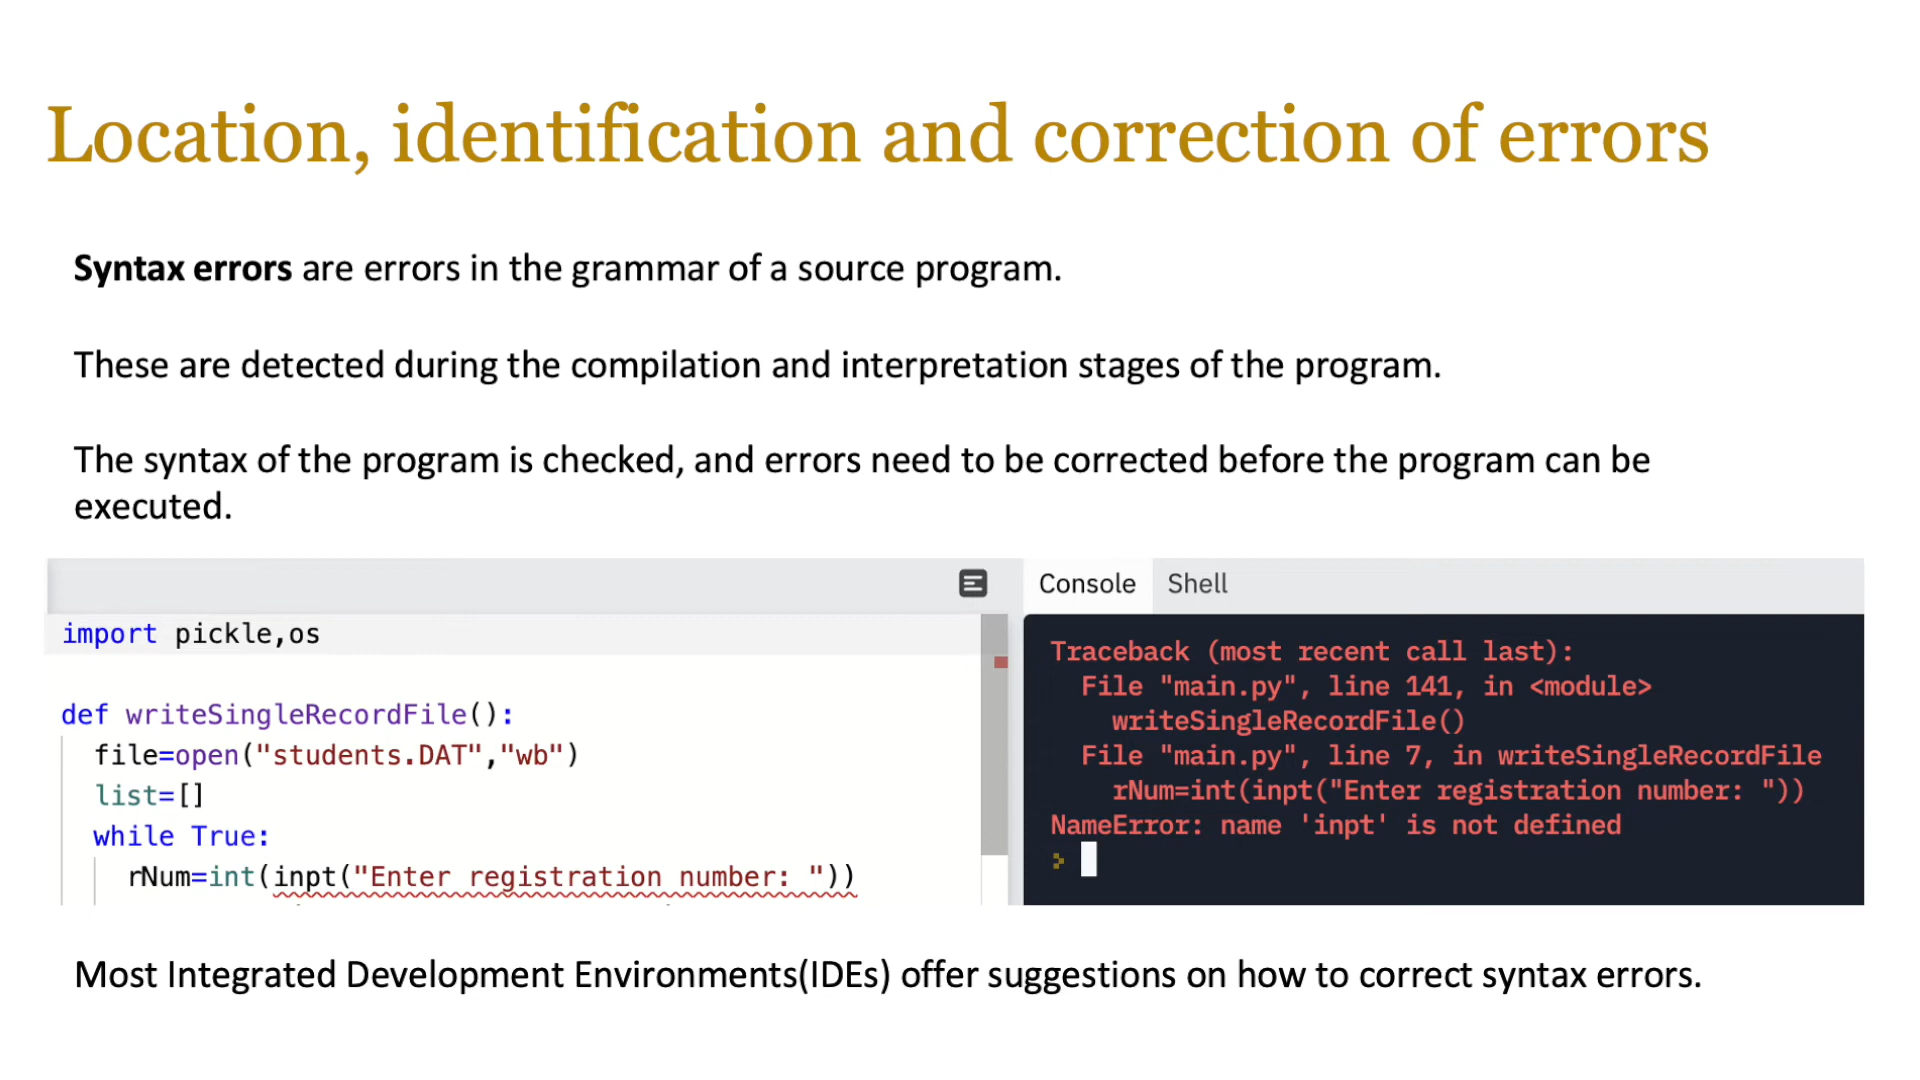 Location, identification and correction of errors
Syntax errors are errors in the grammar of a source program.
These are detected during the compilation and interpretation stages of the program.
The syntax of the program is checked, and errors need to be corrected before the program can be
executed.
import pickle,os
def writeSingleRecordFile():
file=open("students.DAT","wb")
list=[]
while True:
rNum=int(inpt("Enter registration number: "))
Console Shell
Traceback (most recent call last):
File "main.py", line 141, in <module>
writeSingleRecordFile()
File "main.py", line 7, in writeSingleRecordFile
rNum=int(inpt("Enter registration number: "))
NameError: name 'inpt' is not defined
Most Integrated Development Environments(IDEs) offer suggestions on how to correct syntax errors.